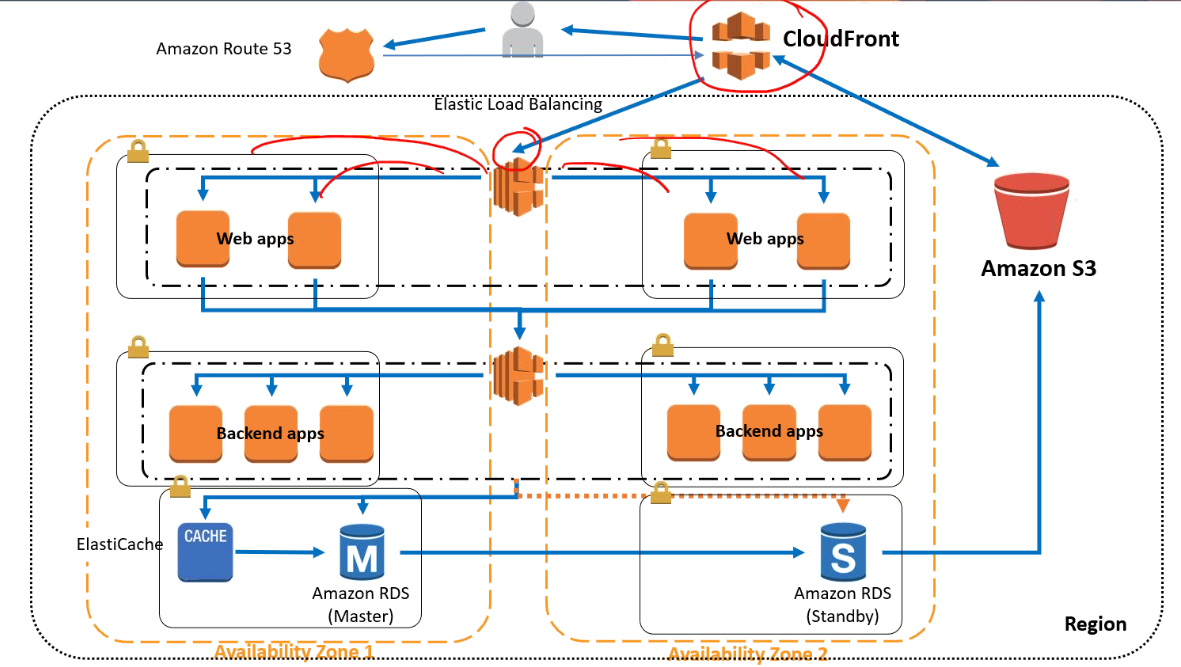 Amazon Route 53
CloudFront
Elastic Load Balancing
Web apps
Web apps
Amazon S3
Backend apps
Backend apps
ElastiCache
CACHE
M
S
Amazon RDS
(Master)
Amazon RDS
(Standby)
Region
Availability Zone 1
Availability Zone 2